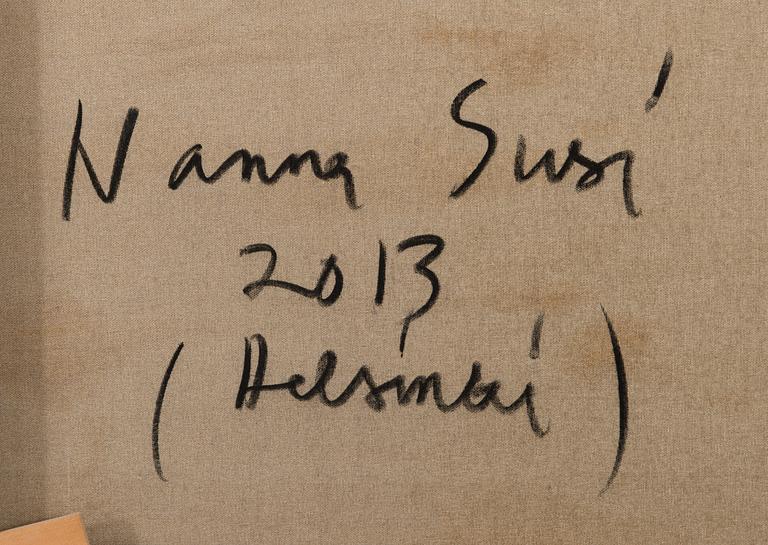 Nanna Susi
2013
(Helsinki)